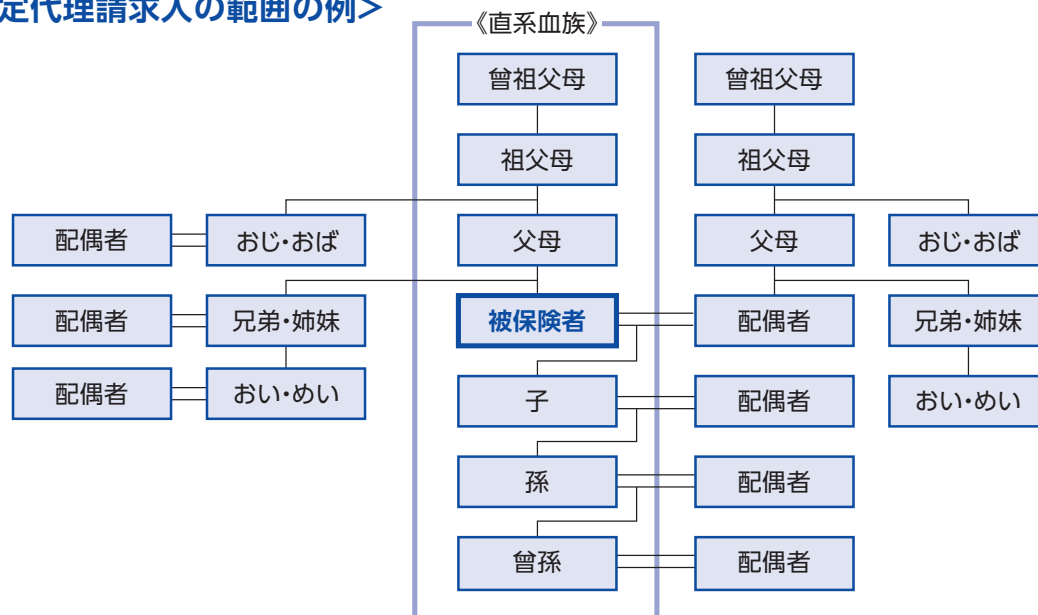 定代理請求人の範囲の例>
《直系血族》
曾祖父母 曾祖父母
祖父母 祖父母
配偶者 おじ・おば 父母 父母 おじ・おば
配偶者 兄弟・姉妹 被保険者 配偶者 兄弟・姉妹
配偶者 おい・めい 子 配偶者 おい・めい
孫 配偶者
曾孫 配偶者